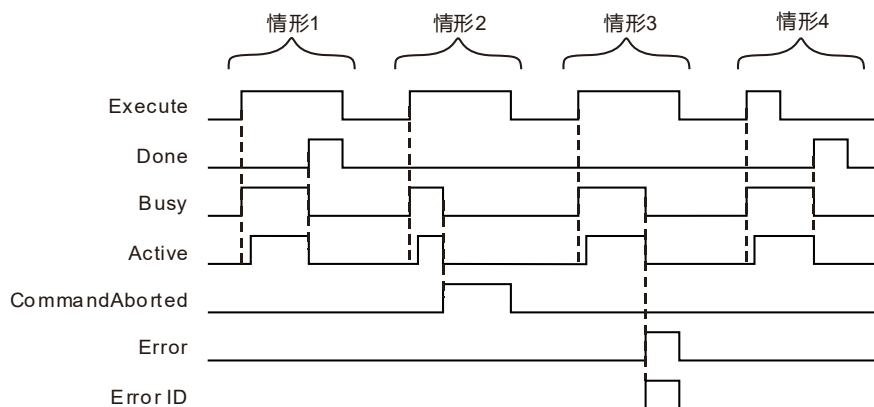 情形1 情形2 情形3 情形4
Execute
Done
Busy
Active
CommandAborted
Error
Error ID